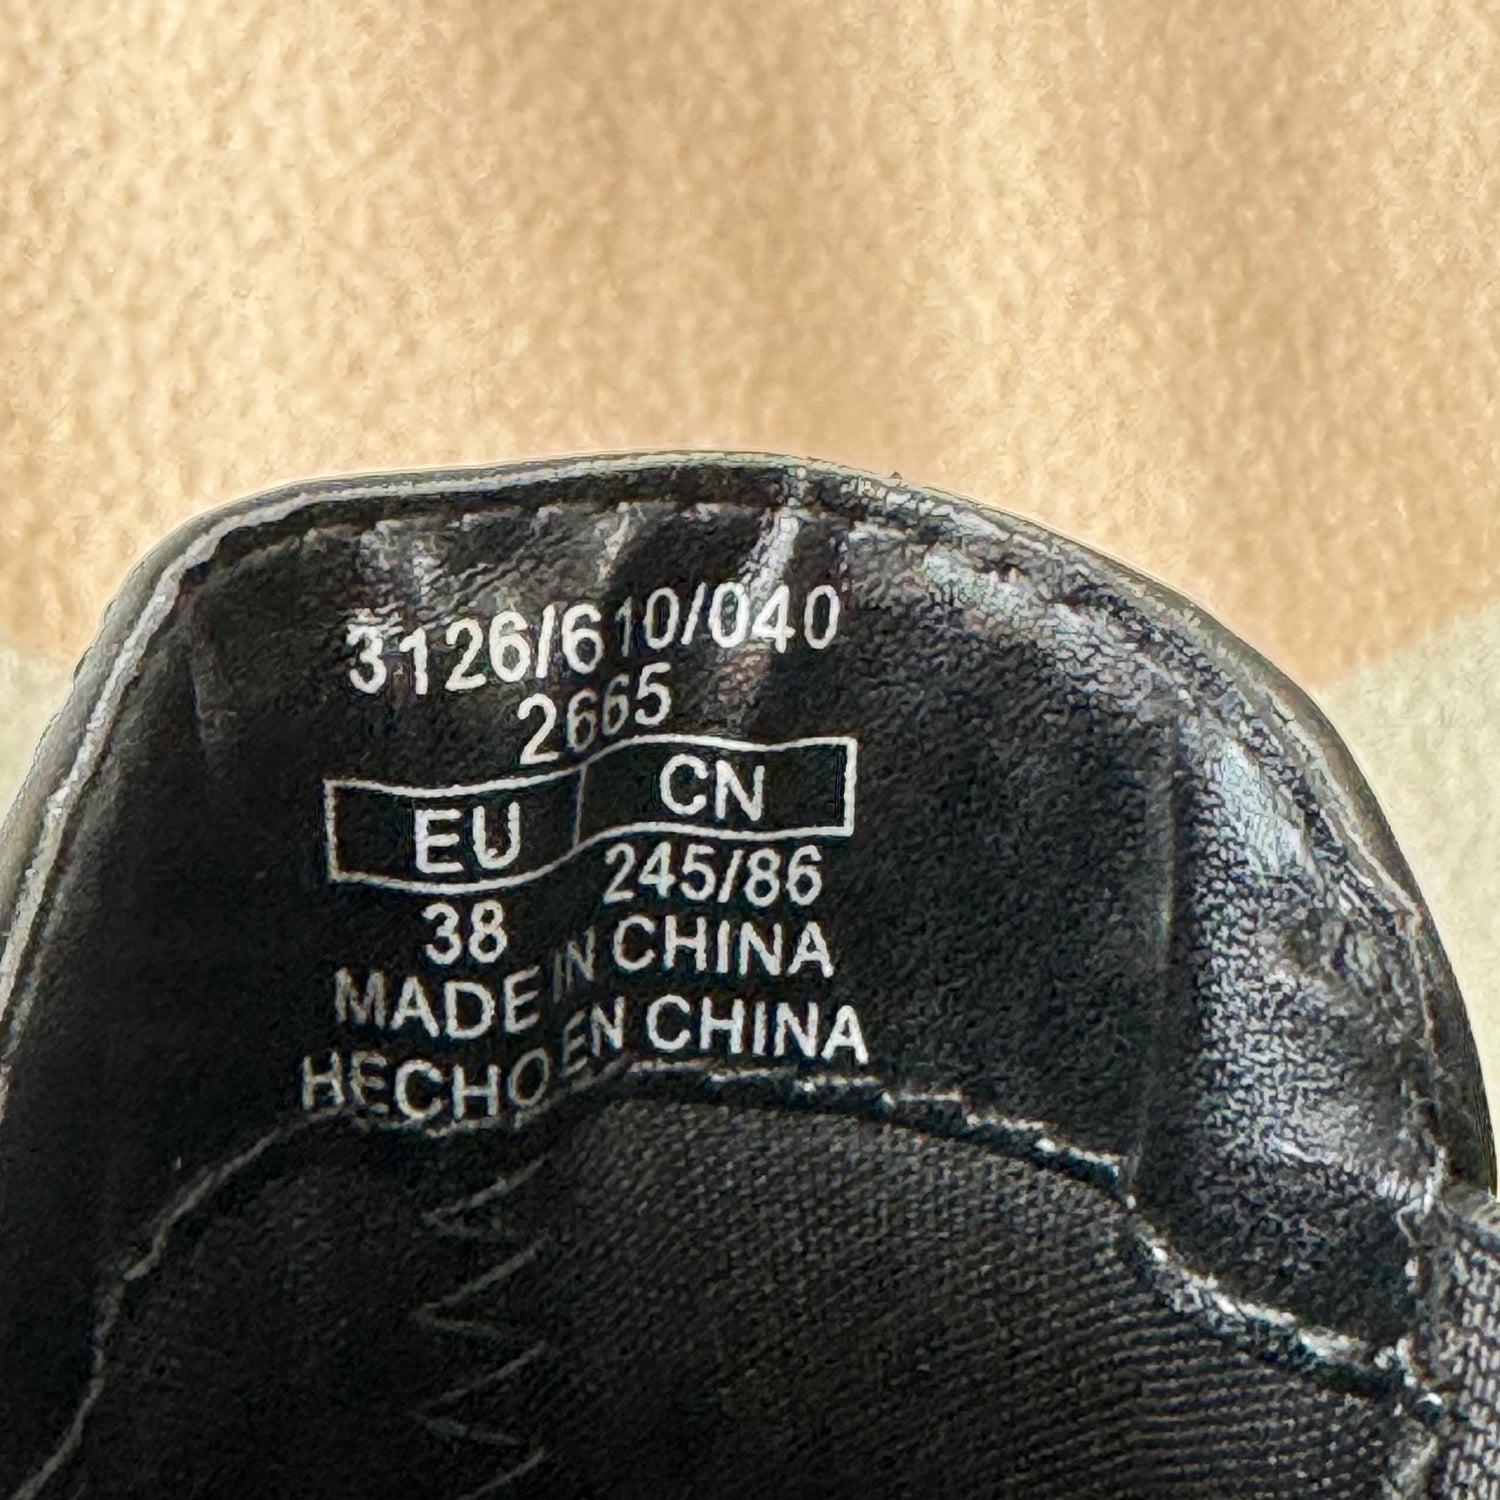 3126/610/040
2665
EU CN
38 245/86
MADE IN CHINA
HECHO EN CHINA